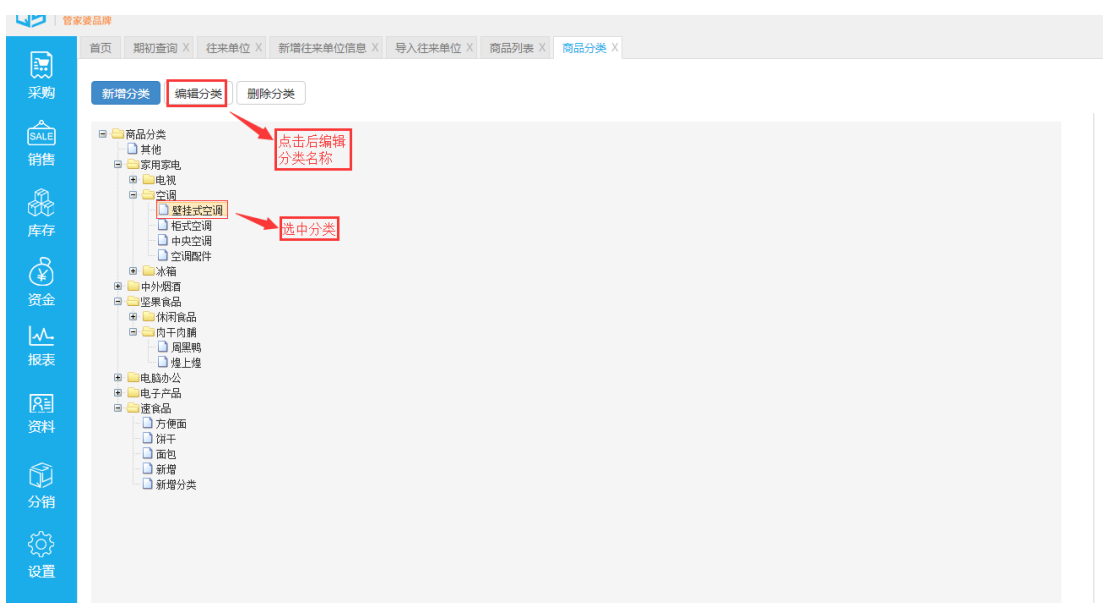 管家婆品牌
首页 期初查询 X 往来单位 X 新增往来单位信息 X 导入往来单位 X 商品列表 X 商品分类 X
采购
新增分类 编辑分类 删除分类
点击后编辑
分类名称
商品分类
SALE
其他
销售
家用家电
电视
空调
壁挂式空调
选中分类
柜式空调
库存
中央空调
空调配件
冰箱
中外烟酒
资金
坚果食品
休闲食品
肉干肉脯
周黑鸭
报表
煌上煌
电脑办公
电子产品
速食品
方便面
资料
饼干
面包
新增
新增分类
分销
设置